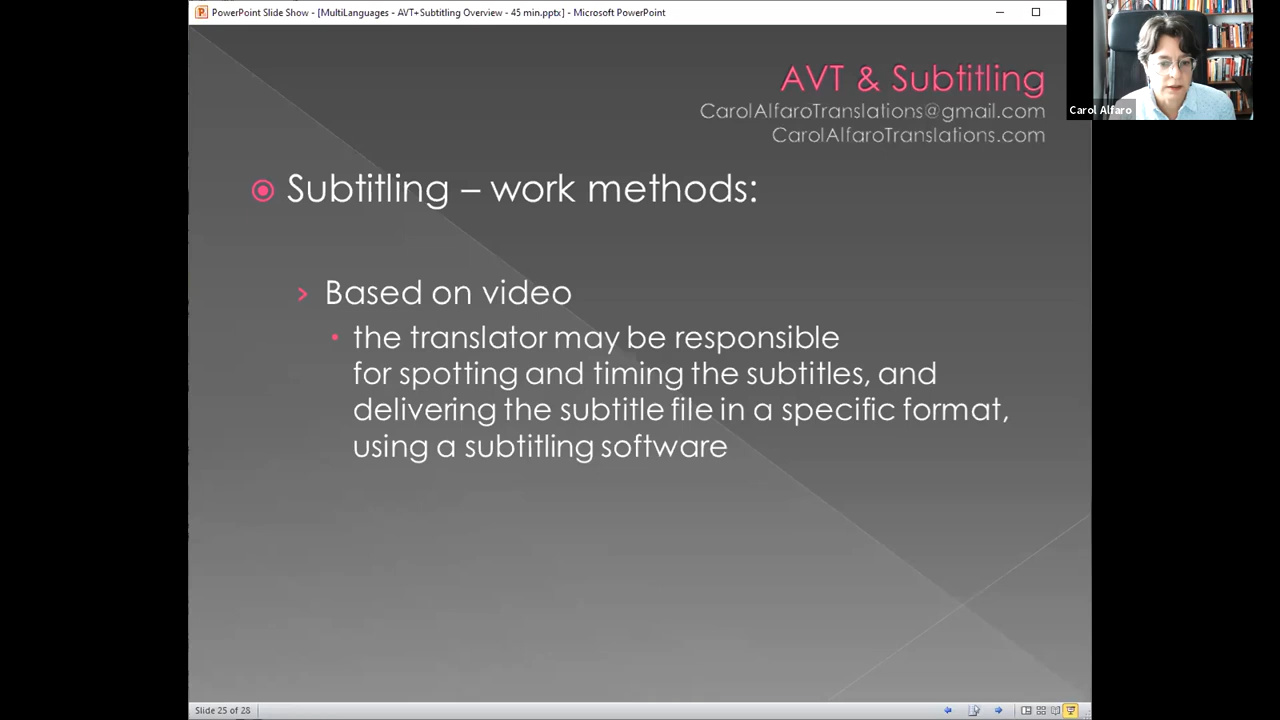 PowerPoint Slide Show - [MultiLanguages - AVT+Subtitling Overview - 45 min.pptx] - Microsoft PowerPoint
AVT & Subtitling
CarolAlfaroTranslations@gmail.com
CarolAlfaroTranslations.com
Carol Alfaro
Subtitling – work methods:
Based on video
the translator may be responsible
for spotting and timing the subtitles, and
delivering the subtitle file in a specific format,
using a subtitling software
Slide 25 of 28